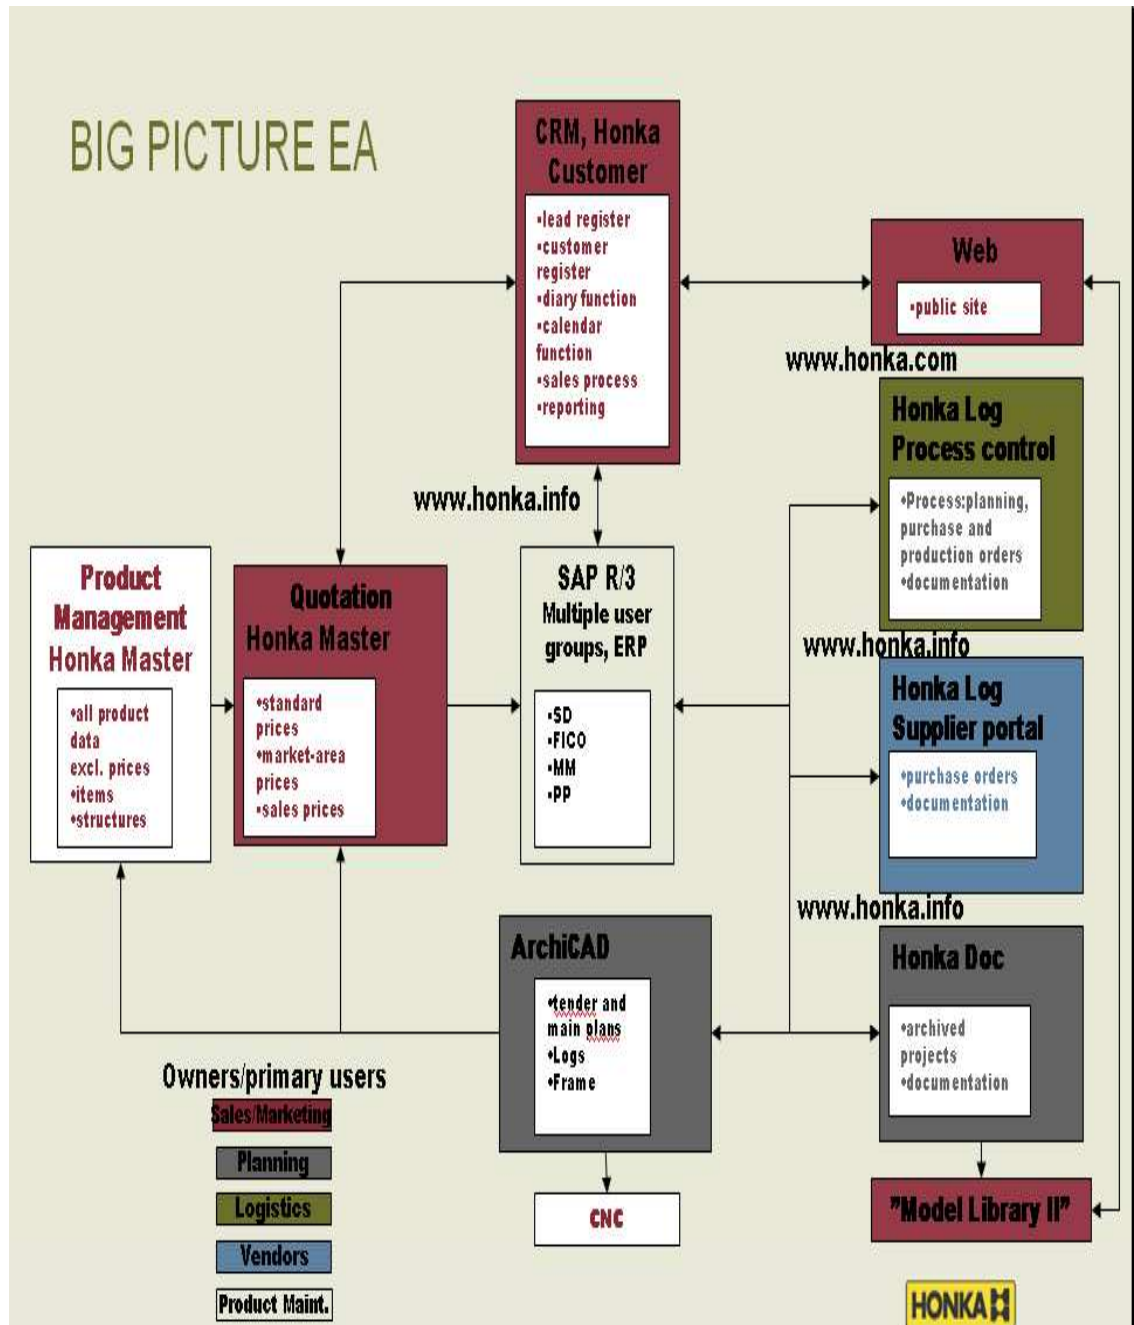 BIG PICTURE EA
CRM, Honka
Customer
•lead register
•customer
register
•diary function
•calendar
function
•sales process
•reporting
Web
•public site
www.honka.com
Honka Log
Process control
•Process:planning,
purchase and
production orders
•documentation
www.honka.info
www.honka.info
Product
Management
Honka Master
•all product
data
excl. prices
•items
•structures
Quotation
Honka Master
•standard
prices
•market-area
prices
•sales prices
SAP R/3
Multiple user
groups, ERP
•SD
•FICO
•MM
•PP
Honka Log
Supplier portal
•purchase orders
•documentation
www.honka.info
ArchiCAD
•tender and
main plans
•Logs
•Frame
Honka Doc
•archived
projects
•documentation
CNC
"Model Library II"
Owners/primary users
Sales/Marketing
Planning
Logistics
Vendors
Product Maint.
HONKA